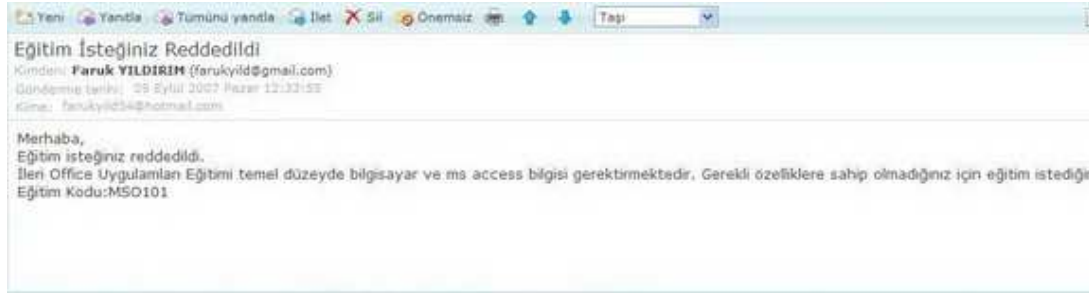 Yeni Yanıtla Tümünü yanıtla İlet Sil Önemsiz Taşı
Eğitim İsteğiniz Reddedildi
Kimden: Faruk YILDIRIM (farukyild@gmail.com)
Gönderme tarihi: 09 Eylül 2007 Pazar 12:32:55
Kime: farukyild54@hotmail.com
Merhaba,
Eğitim isteğiniz reddedildi.
İleri Office Uygulamları Eğitimi temel düzeyde bilgisayar ve ms access bilgisi gerektirmektedir. Gerekli özelliklere sahip olmadığınız için eğitim
Eğitim Kodu:MSO101